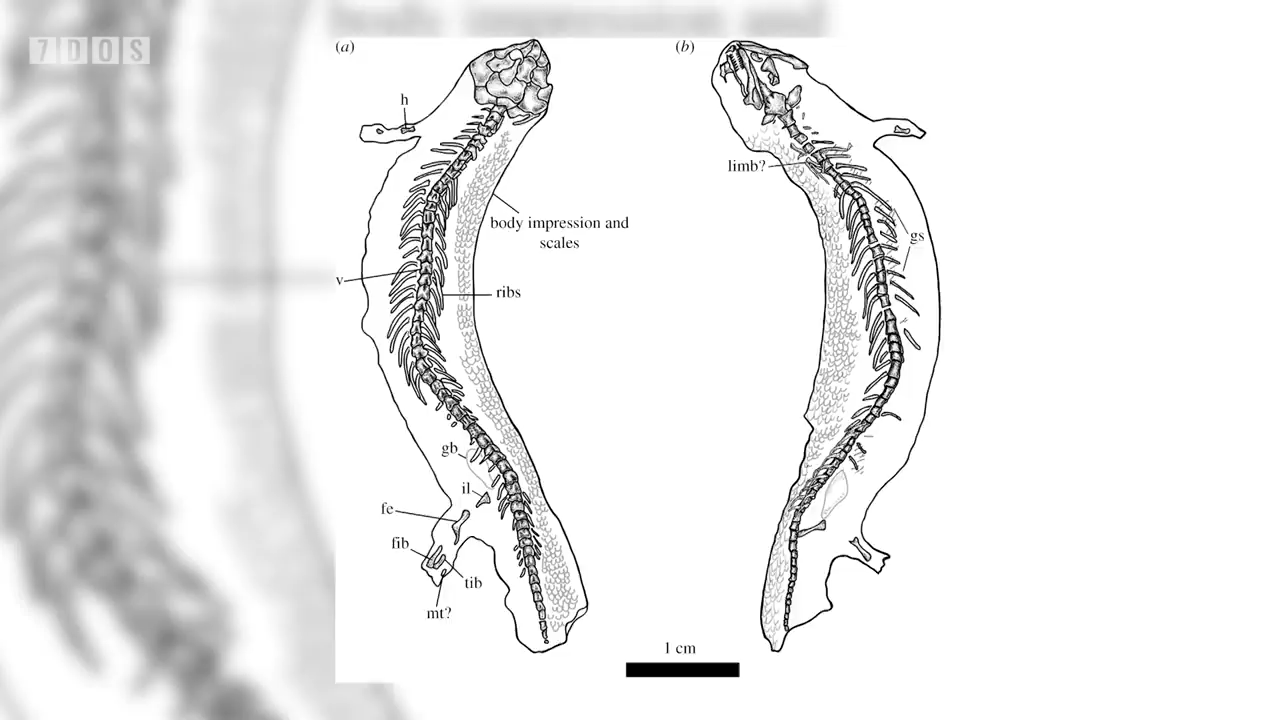 7DOS
(a)
(b)
h
limb?
body impression and
scales
gs
v
ribs
gb
il
fe
fib
tib
mt?
1 cm